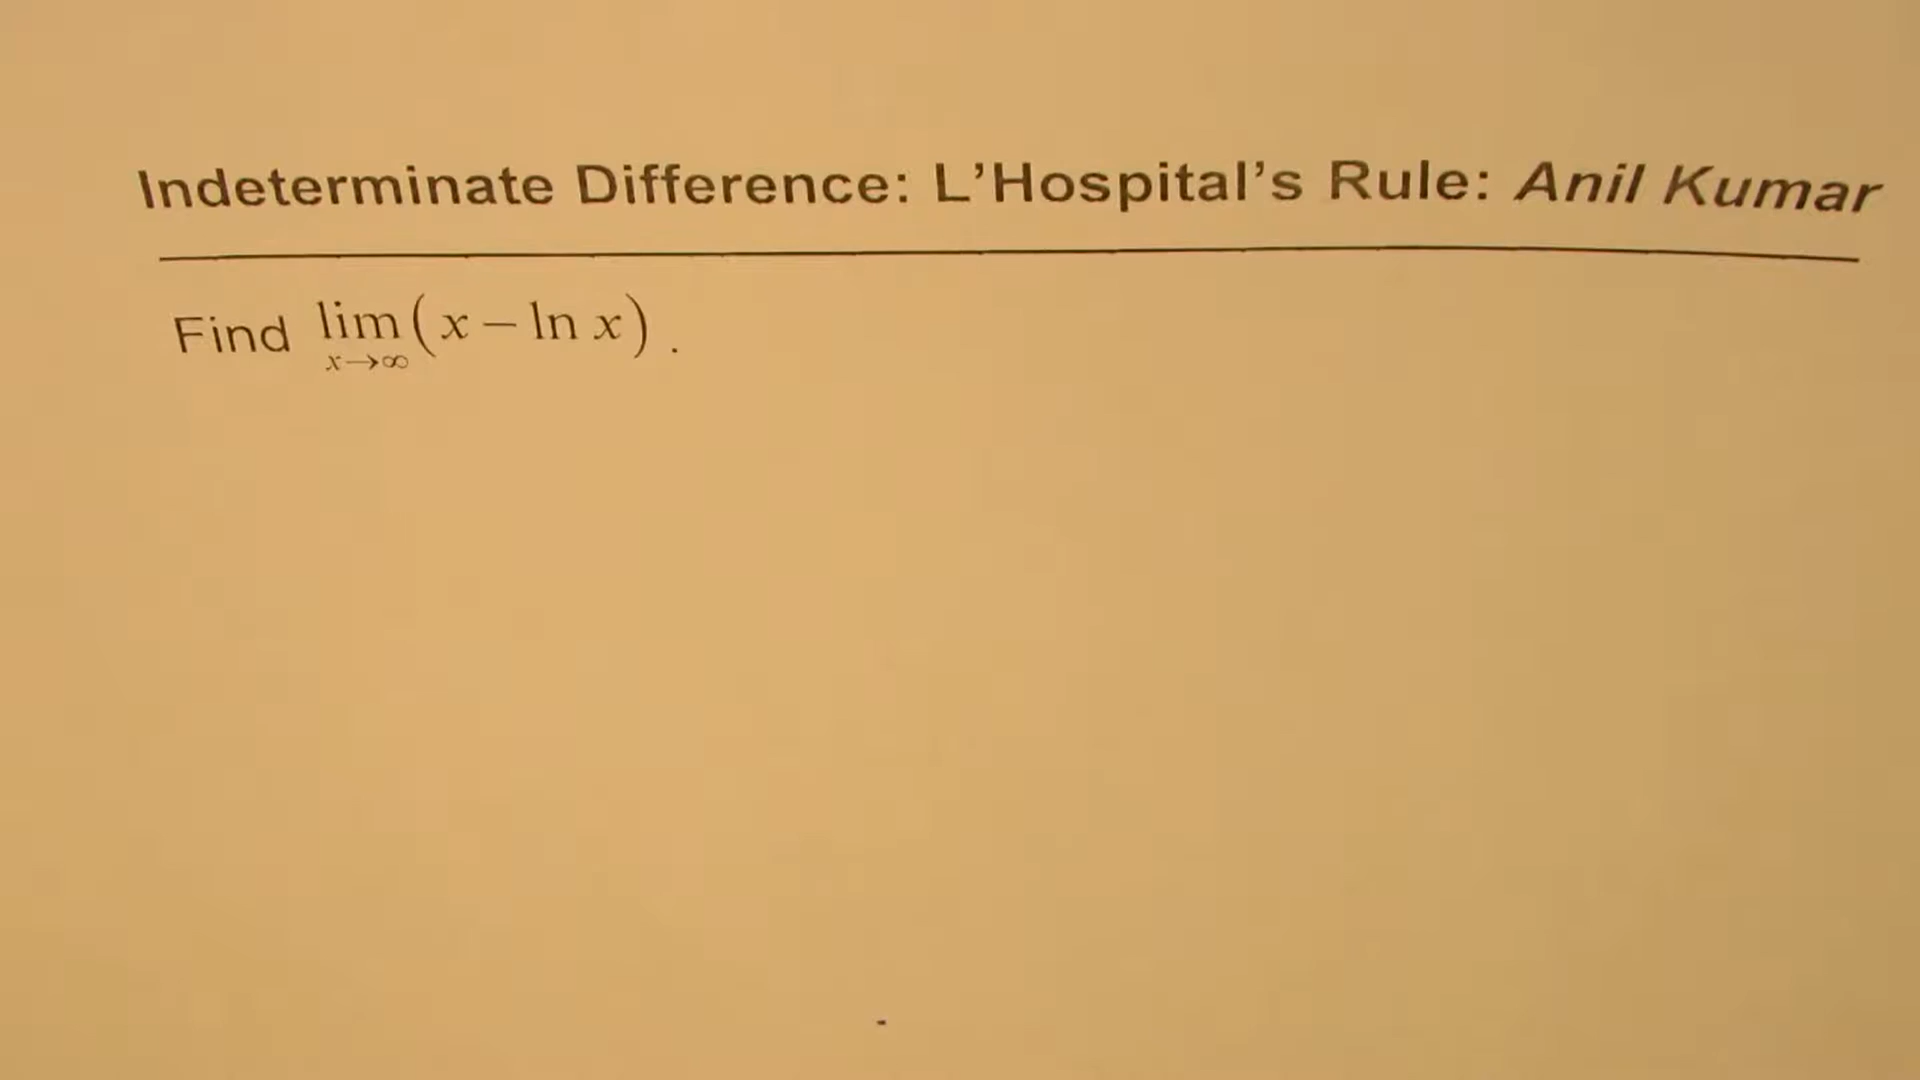 Indeterminate Difference: L'Hospital's Rule: Anil Kumar
Find lim x→∞ (x − ln x).